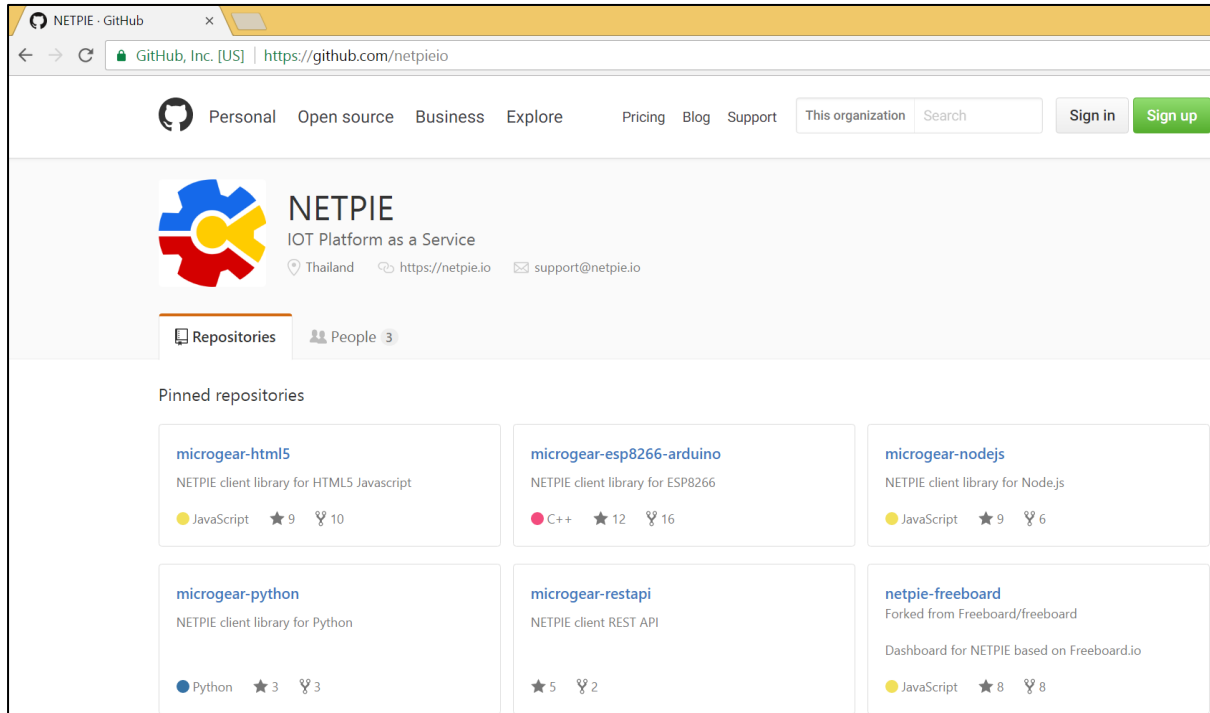 NETPIE · GitHub
GitHub, Inc. [US] https://github.com/netpieio
Personal Open source Business Explore Pricing Blog Support This organization Search Sign in Sign up
NETPIE
IOT Platform as a Service
Thailand https://netpie.io support@netpie.io
Repositories People 3
Pinned repositories
microgear-html5
NETPIE client library for HTML5 Javascript
JavaScript 9 10
microgear-esp8266-arduino
NETPIE client library for ESP8266
C++ 12 16
microgear-nodejs
NETPIE client library for Node.js
JavaScript 9 6
microgear-python
NETPIE client library for Python
Python 3 3
microgear-restapi
NETPIE client REST API
5 2
netpie-freeboard
Forked from Freeboard/freeboard
Dashboard for NETPIE based on Freeboard.io
JavaScript 8 8